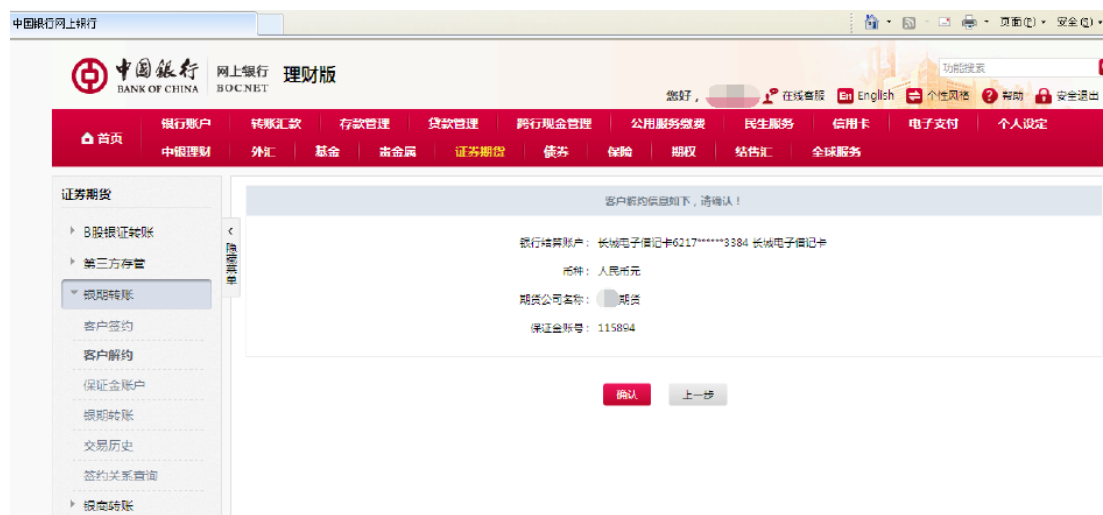 中国银行网上银行
页面(P) 安全(S)
中国银行 网上银行 理财版
BANK OF CHINA BOCNET
功能搜索
您好， 在线客服 En English 个性风格 帮助 安全退出
首页
银行账户 转账汇款 存款管理 贷款管理 跨行现金管理 公用服务缴费 民生服务 信用卡 电子支付 个人设定
中银理财 外汇 基金 贵金属 证券期货 债券 保险 期权 结售汇 全球服务
证券期货
B股银证转账
第三方存管
银期转账
客户签约
客户解约
保证金账户
银期转账
交易历史
签约关系查询
银商转账
隐藏菜单
客户解约信息如下，请确认！
银行结算账户： 长城电子借记卡6217******3384 长城电子借记卡
币种： 人民币元
期货公司名称： 期货
保证金账号： 115894
确认 上一步